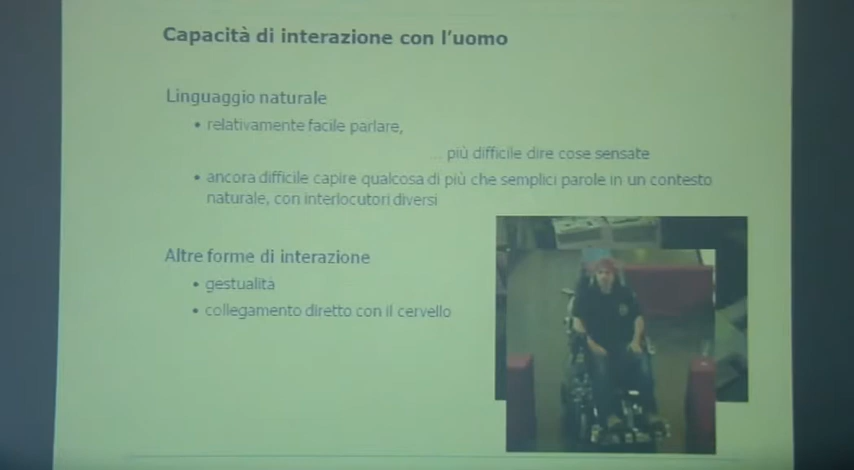 Capacità di interazione con l'uomo
Linguaggio naturale
• relativamente facile parlare,
... più difficile dire cose sensate
• ancora difficile capire qualcosa di più che semplici parole in un contesto
naturale, con interlocutori diversi
Altre forme di interazione
• gestualità
• collegamento diretto con il cervello